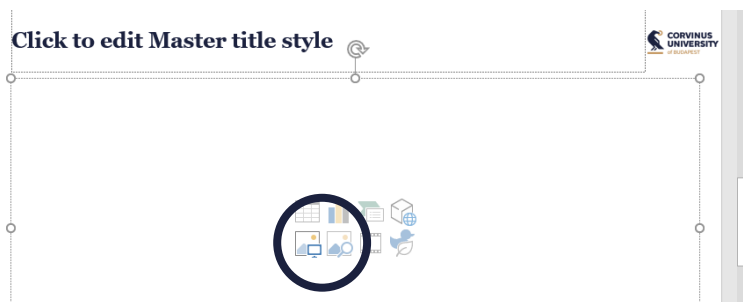 Click to edit Master title style
CORVINUS
UNIVERSITY
of BUDAPEST